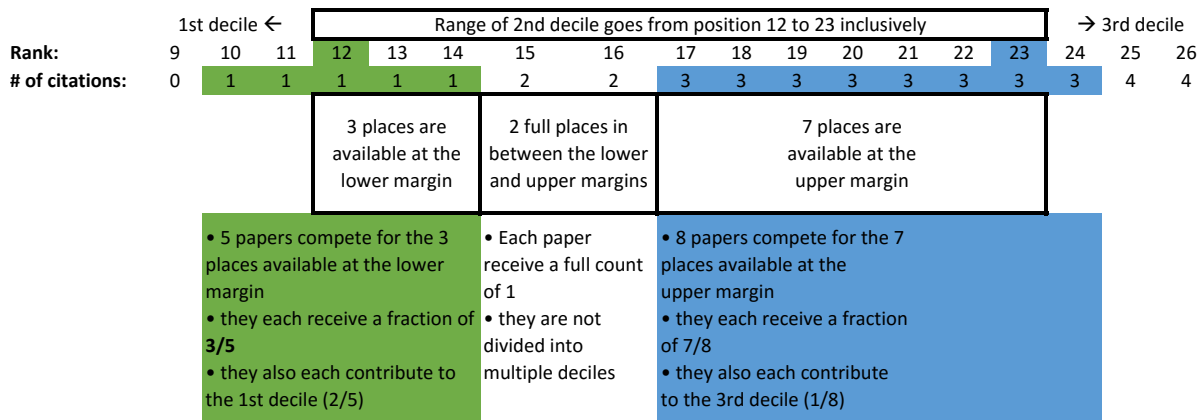 1st decile ← Range of 2nd decile goes from position 12 to 23 inclusively → 3rd decile
Rank: 9 10 11 12 13 14 15 16 17 18 19 20 21 22 23 24 25 26
# of citations: 0 1 1 1 1 1 2 2 3 3 3 3 3 3 3 3 4 4
3 places are
available at the
lower margin
2 full places in
between the lower
and upper margins
7 places are
available at the
upper margin
• 5 papers compete for the 3
places available at the lower
margin
• they each receive a fraction of
3/5
• they also each contribute to
the 1st decile (2/5)
• Each paper
receive a full count
of 1
• they are not
divided into
multiple deciles
• 8 papers compete for the 7
places available at the
upper margin
• they each receive a fraction
of 7/8
• they also each contribute
to the 3rd decile (1/8)